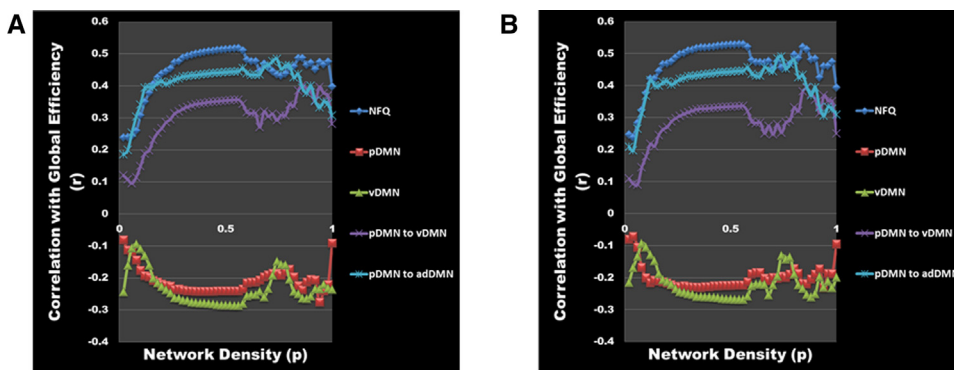 A
Correlation with Global Efficiency
(r)
0.6
0.5
0.4
0.3
0.2
0.1
0
-0.1
-0.2
-0.3
-0.4
0
0.5
1
Network Density (p)
NFQ
pDMN
vDMN
pDMN to vDMN
pDMN to adDMN
B
Correlation with Global Efficiency
(r)
0.6
0.5
0.4
0.3
0.2
0.1
0
-0.1
-0.2
-0.3
-0.4
0
0.5
1
Network Density (p)
NFQ
pDMN
vDMN
pDMN to vDMN
pDMN to adDMN